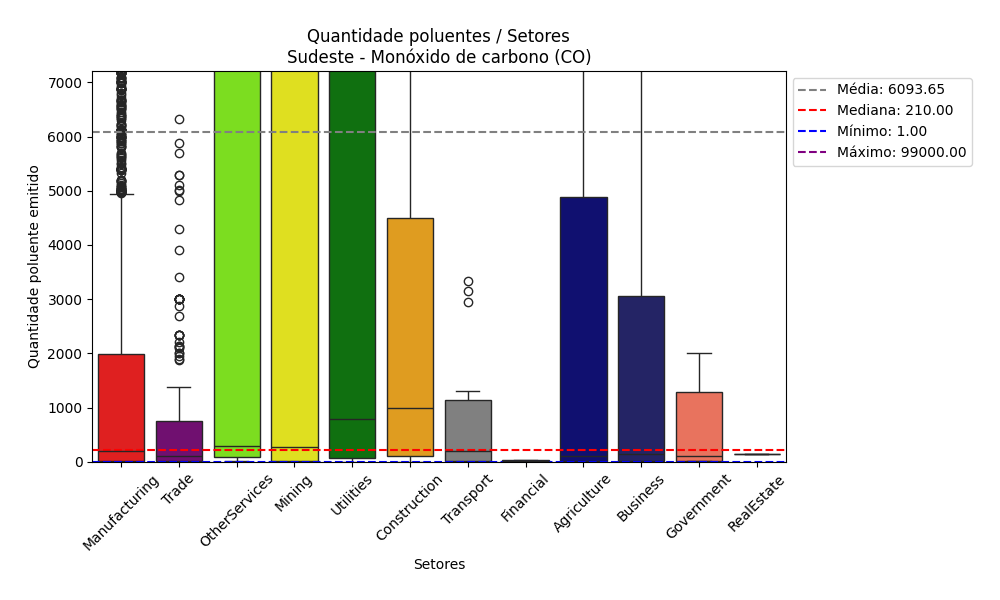 Quantidade poluentes / Setores
Sudeste - Monóxido de carbono (CO)
7000
6000
5000
4000
3000
2000
1000
0
Quantidade poluente emitido
Média: 6093.65
Mediana: 210.00
Mínimo: 1.00
Máximo: 99000.00
Manufacturing
Trade
OtherServices
Mining
Utilities
Construction
Transport
Financial
Agriculture
Business
Government
RealEstate
Setores